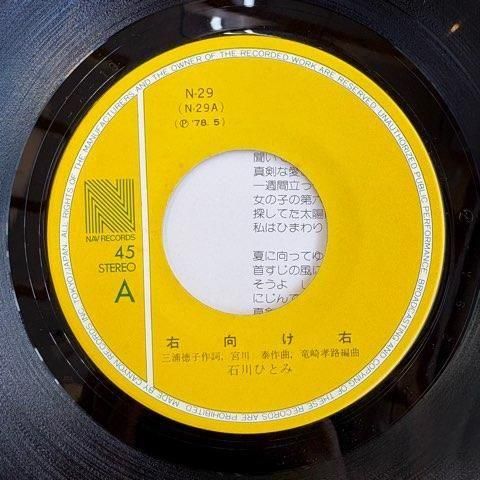 ALL RIGHTS OF THE MANUFACTURERS AND THE OWNER OF THE RECORDED WORK ARE RESERVED. UNAUTHORIZED PUBLIC PERFORMANCE, BROADCASTING AND COPYING OF THESE RECORDS ARE PROHIBITED. MADE BY CANYON RECORDS INC. TOKYO/JAPAN.
N-29
(N-29A)
(Ⓟ '78. 5)
N
NAV RECORDS
45
STEREO
A
聞い
真剣な愛
一週間立っ
女の子の第六
探してた太陽
私はひまわり
夏に向ってゆ
首すじの風に
そうよ し
にじんで
真剣
右向け右
三浦徳子作詞, 宮川 泰作曲, 竜崎孝路編曲
石川ひとみ